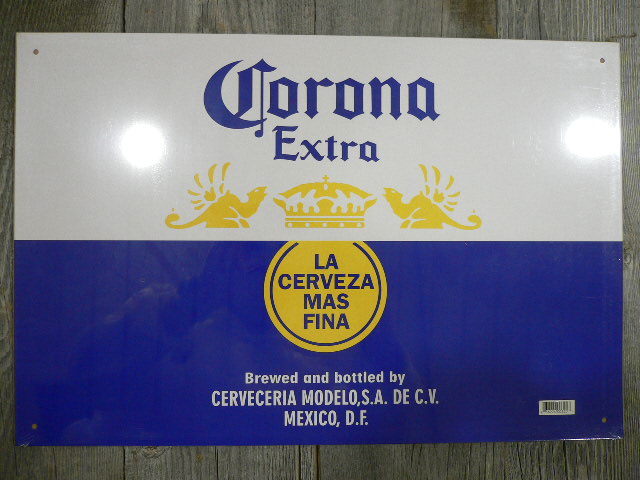 Corona
Extra
LA
CERVEZA
MAS
FINA
Brewed and bottled by
CERVECERIA MODELO,S.A. DE C.V.
MEXICO, D.F.